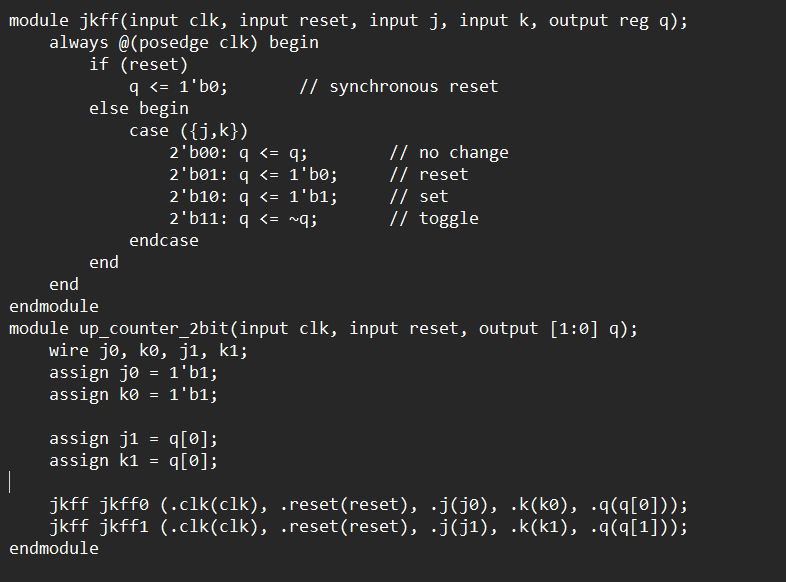 module jkff(input clk, input reset, input j, input k, output reg q);
    always @(posedge clk) begin
        if (reset)
            q <= 1'b0;       // synchronous reset
        else begin
            case ({j,k})
                2'b00: q <= q;        // no change
                2'b01: q <= 1'b0;     // reset
                2'b10: q <= 1'b1;     // set
                2'b11: q <= ~q;       // toggle
            endcase
        end
    end
endmodule
module up_counter_2bit(input clk, input reset, output [1:0] q);
    wire j0, k0, j1, k1;
    assign j0 = 1'b1;
    assign k0 = 1'b1;

    assign j1 = q[0];
    assign k1 = q[0];

    jkff jkff0 (.clk(clk), .reset(reset), .j(j0), .k(k0), .q(q[0]));
    jkff jkff1 (.clk(clk), .reset(reset), .j(j1), .k(k1), .q(q[1]));
endmodule